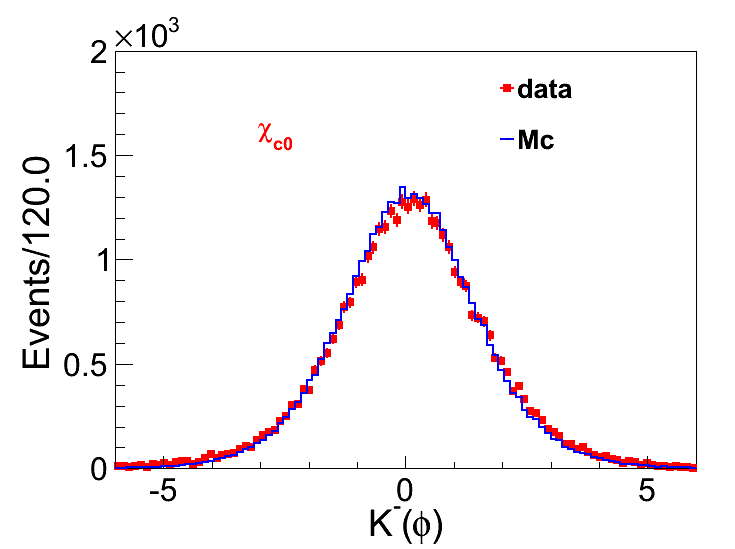 ×10³
2
1.5
1
0.5
0
Events/120.0
χc0
data
Mc
-5 0 5
K⁻(ϕ)